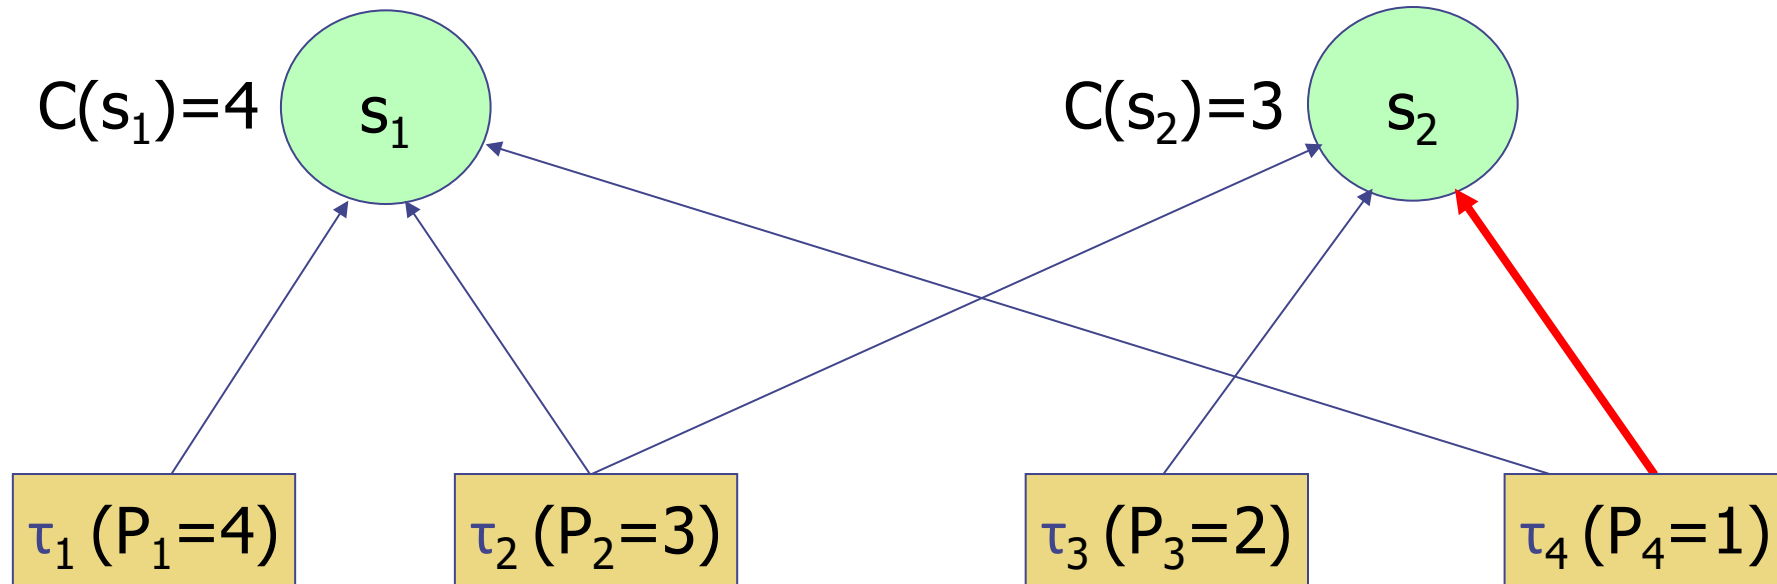 C(s₁)=4
s₁
C(s₂)=3
s₂
τ₁ (P₁=4)
τ₂ (P₂=3)
τ₃ (P₃=2)
τ₄ (P₄=1)